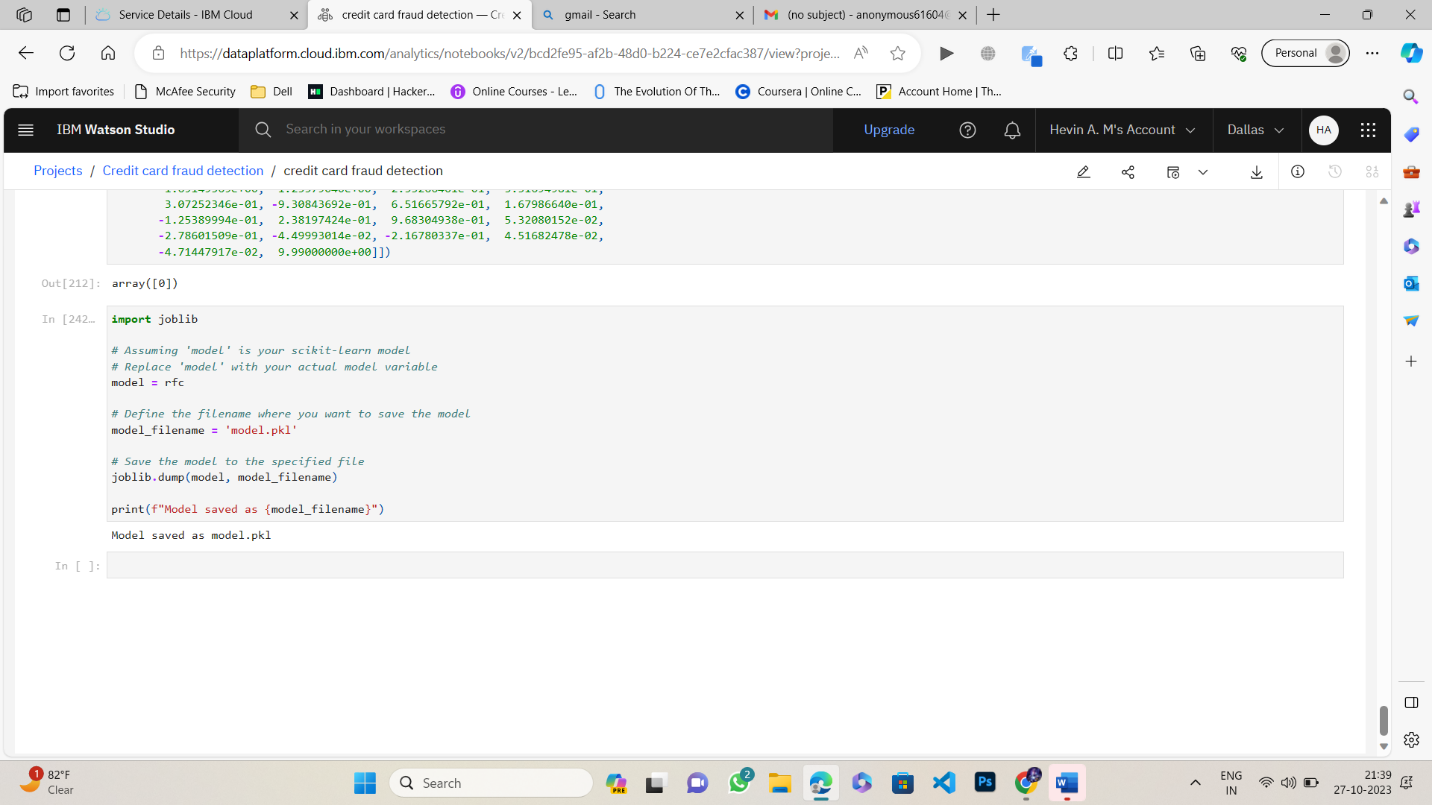 Service Details - IBM Cloud
credit card fraud detection — Cr
gmail - Search
(no subject) - anonymous61604@
https://dataplatform.cloud.ibm.com/analytics/notebooks/v2/bcd2fe95-af2b-48d0-b224-ce7e2cfac387/view?proje...
Personal
Import favorites
McAfee Security
Dell
Dashboard | Hacker...
Online Courses - Le...
The Evolution Of Th...
Coursera | Online C...
Account Home | Th...
IBM Watson Studio
Search in your workspaces
Upgrade
Hevin A. M's Account
Dallas
HA
Projects / Credit card fraud detection / credit card fraud detection
3.07252346e-01, -9.30843692e-01, 6.51665792e-01, 1.67986640e-01,
-1.25389994e-01, 2.38197424e-01, 9.68304938e-01, 5.32080152e-02,
-2.78601509e-01, -4.49993014e-02, -2.16780337e-01, 4.51682478e-02,
-4.71447917e-02, 9.99000000e+00]])
Out[212]: array([0])
In [242…
import joblib
# Assuming 'model' is your scikit-learn model
# Replace 'model' with your actual model variable
model = rfc
# Define the filename where you want to save the model
model_filename = 'model.pkl'
# Save the model to the specified file
joblib.dump(model, model_filename)
print(f"Model saved as {model_filename}")
Model saved as model.pkl
In [ ]:
1
82°F
Clear
Search
PRE
2
Ps
W
ENG
IN
21:39
27-10-2023